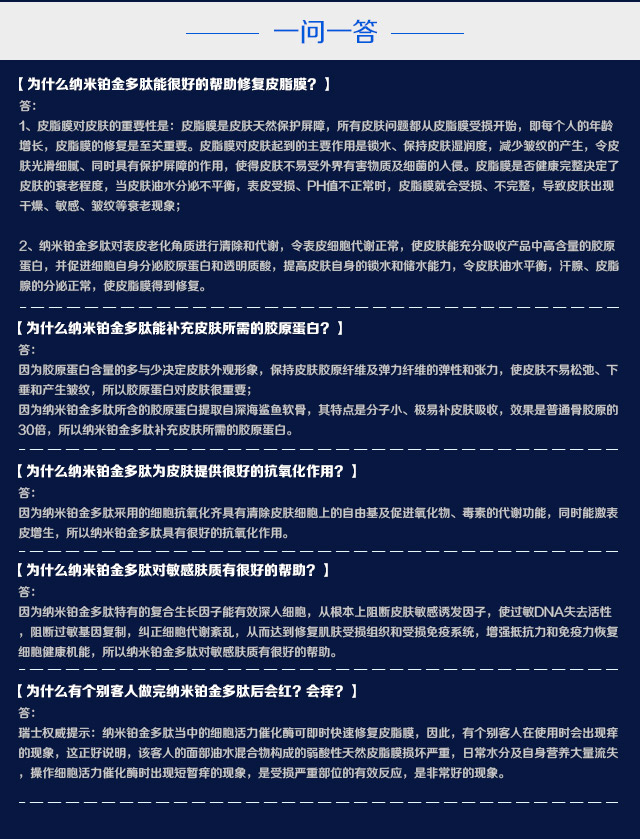 一问一答
【为什么纳米铂金多肽能很好的帮助修复皮脂膜？】
答：
1、皮脂膜对皮肤的重要性是：皮脂膜是皮肤天然保护屏障，所有皮肤问题都从皮脂膜受损开始，即每个人的年龄
增长，皮脂膜的修复是至关重要。皮脂膜对皮肤起到的主要作用是锁水、保持皮肤湿润度，减少皱纹的产生，令皮
肤光滑细腻、同时具有保护屏障的作用，使得皮肤不易受外界有害物质及细菌的人侵。皮脂膜是否健康完整决定了
皮肤的衰老程度，当皮肤油水分泌不平衡，表皮受损、PH值不正常时，皮脂膜就会受损、不完整，导致皮肤出现
干燥、敏感、皱纹等衰老现象；
2、纳米铂金多肽对表皮老化角质进行清除和代谢，令表皮细胞代谢正常，使皮肤能充分吸收产品中高含量的胶原
蛋白，并促进细胞自身分泌胶原蛋白和透明质酸，提高皮肤自身的锁水和储水能力，令皮肤油水平衡，汗腺、皮脂
腺的分泌正常，使皮脂膜得到修复。
【为什么纳米铂金多肽能补充皮肤所需的胶原蛋白？】
答：
因为胶原蛋白含量的多与少决定皮肤外观形象，保持皮肤胶原纤维及弹力纤维的弹性和张力，使皮肤不易松弛、下
垂和产生皱纹，所以胶原蛋白对皮肤很重要；
因为纳米铂金多肽所含的胶原蛋白提取自深海鲨鱼软骨，其特点是分子小、极易补皮肤吸收，效果是普通骨胶原的
30倍，所以纳米铂金多肽补充皮肤所需的胶原蛋白。
【为什么纳米铂金多肽为皮肤提供很好的抗氧化作用？】
答：
因为纳米铂金多肽采用的细胞抗氧化齐具有清除皮肤细胞上的自由基及促进氧化物、毒素的代谢功能，同时能激表
皮增生，所以纳米铂金多肽具有很好的抗氧化作用。
【为什么纳米铂金多肽对敏感肤质有很好的帮助？】
答：
因为纳米铂金多肽特有的复合生长因子能有效深人细胞，从根本上阻断皮肤敏感诱发因子，使过敏DNA失去活性
，阻断过敏基因复制，纠正细胞代谢紊乱，从而达到修复肌肤受损组织和受损免疫系统，增强抵抗力和免疫力恢复
细胞健康机能，所以纳米铂金多肽对敏感肤质有很好的帮助。
【为什么有个别客人做完纳米铂金多肽后会红？会痒？】
答：
瑞士权威提示：纳米铂金多肽当中的细胞活力催化酶可即时快速修复皮脂膜，因此，有个别客人在使用时会出现痒
的现象，这正好说明，该客人的面部油水混合物构成的弱酸性天然皮脂膜损坏严重，日常水分及自身营养大量流失
，操作细胞活力催化酶时出现短暂痒的现象，是受损严重部位的有效反应，是非常好的现象。